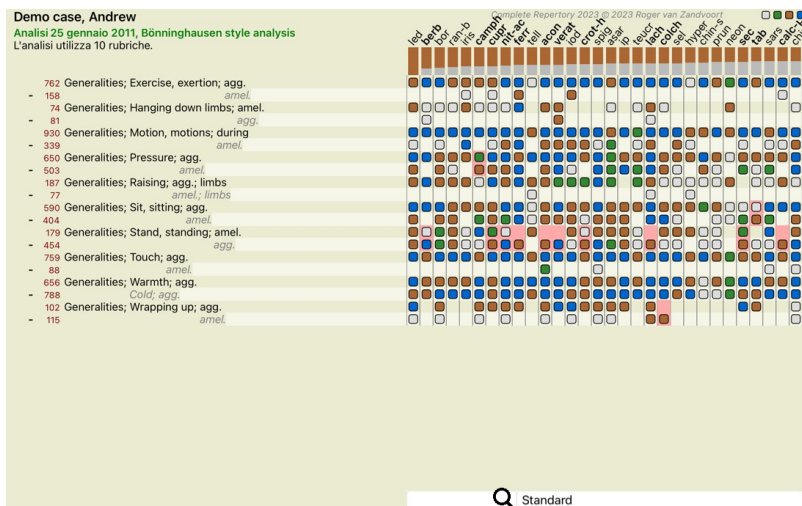 Demo case, Andrew
Complete Repertory 2023 © 2023 Roger van Zandvoort
Analisi 25 gennaio 2011, Bönninghausen style analysis
L'analisi utilizza 10 rubriche.
led berb bor ran-b iris camph cupr nit-ac ferr tell acon verat iod crot-h spig asar ip teucr lach colch sel hyper chin-s prun neon sec lab sars calc-
762 Generalities; Exercise, exertion; agg.
- 158 amel.
74 Generalities; Hanging down limbs; amel.
- 81 agg.
930 Generalities; Motion, motions; during
- 339 amel.
650 Generalities; Pressure; agg.
- 503 amel.
187 Generalities; Raising; agg.; limbs
- 77 amel.; limbs
590 Generalities; Sit, sitting; agg.
- 404 amel.
179 Generalities; Stand, standing; amel.
- 454 agg.
759 Generalities; Touch; agg.
- 88 amel.
656 Generalities; Warmth; agg.
- 788 Cold; agg.
102 Generalities; Wrapping up; agg.
- 115 amel.
Standard